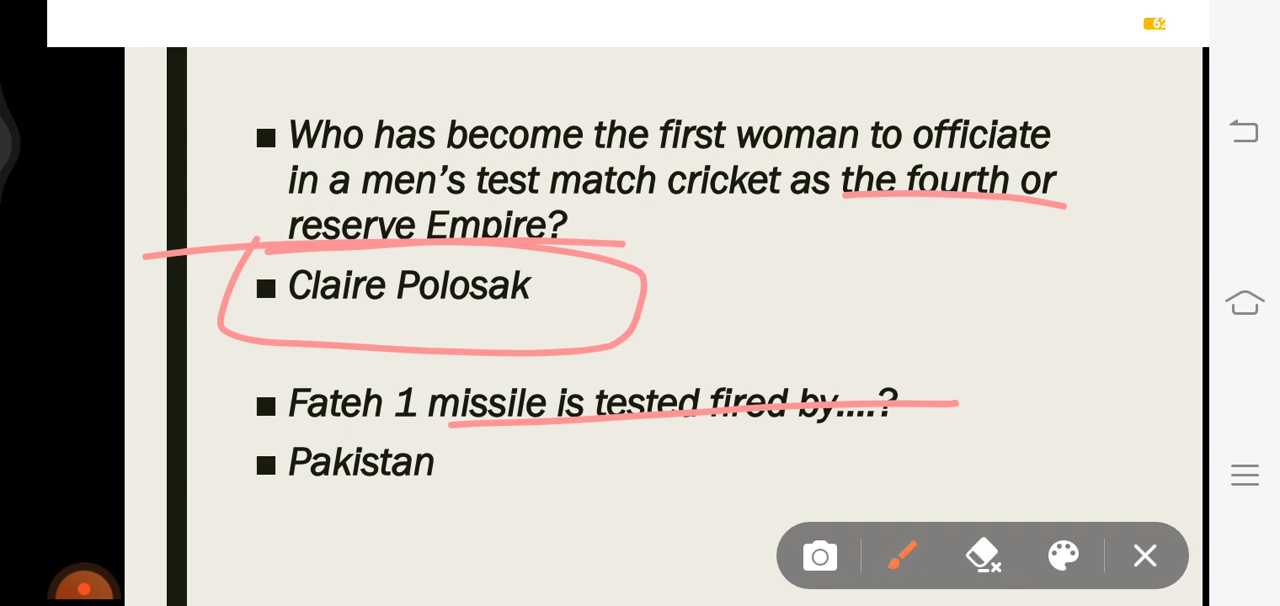 62
■ Who has become the first woman to officiate
in a men's test match cricket as the fourth or
reserve Empire?
■ Claire Polosak
■ Fateh 1 missile is tested fired by....?
■ Pakistan